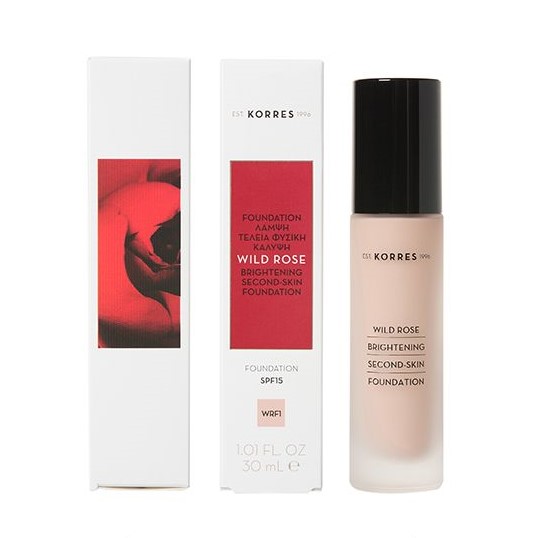 EST. KORRES 1996
FOUNDATION
ΛΑΜΨΗ
ΤΕΛΕΙΑ ΦΥΣΙΚΗ
ΚΑΛΥΨΗ
WILD ROSE
BRIGHTENING
SECOND-SKIN
FOUNDATION
FOUNDATION
SPF15
WRF1
1.01 FL. OZ
30 mL ℮
EST. KORRES 1996
WILD ROSE
BRIGHTENING
SECOND-SKIN
FOUNDATION